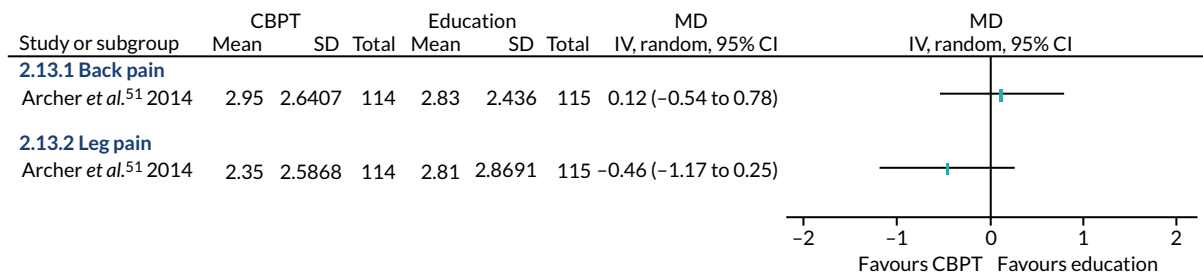 CBPT Education MD MD
Study or subgroup Mean SD Total Mean SD Total IV, random, 95% CI IV, random, 95% CI
2.13.1 Back pain
Archer et al.51 2014 2.95 2.6407 114 2.83 2.436 115 0.12 (−0.54 to 0.78)
2.13.2 Leg pain
Archer et al.51 2014 2.35 2.5868 114 2.81 2.8691 115 −0.46 (−1.17 to 0.25)
−2 −1 0 1 2
Favours CBPT Favours education